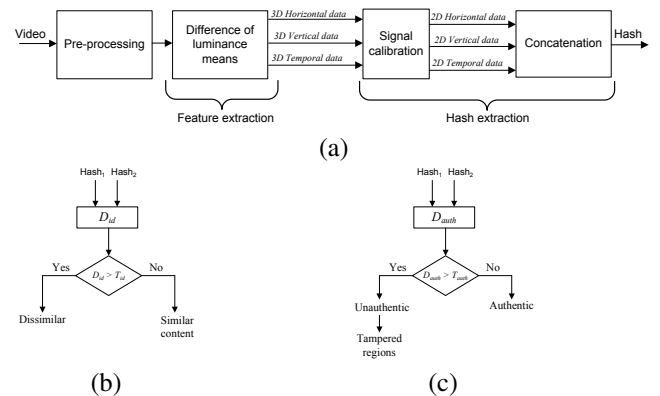 Video
Pre-processing
Difference of
luminance
means
3D Horizontal data
3D Vertical data
3D Temporal data
Signal
calibration
2D Horizontal data
2D Vertical data
2D Temporal data
Concatenation
Hash
Feature extraction
Hash extraction
(a)
Hash1 Hash2
Did
Yes
Did > Tid
No
Dissimilar
Similar
content
(b)
Hash1 Hash2
Dauth
Yes
Dauth > Tauth
No
Unauthentic
Authentic
Tampered
regions
(c)